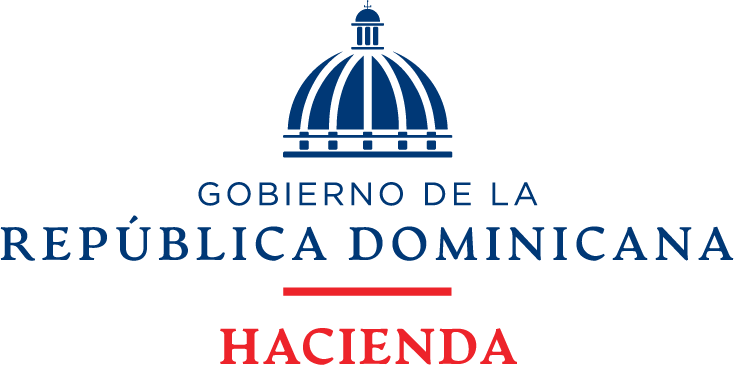 GOBIERNO DE LA
REPÚBLICA DOMINICANA
HACIENDA